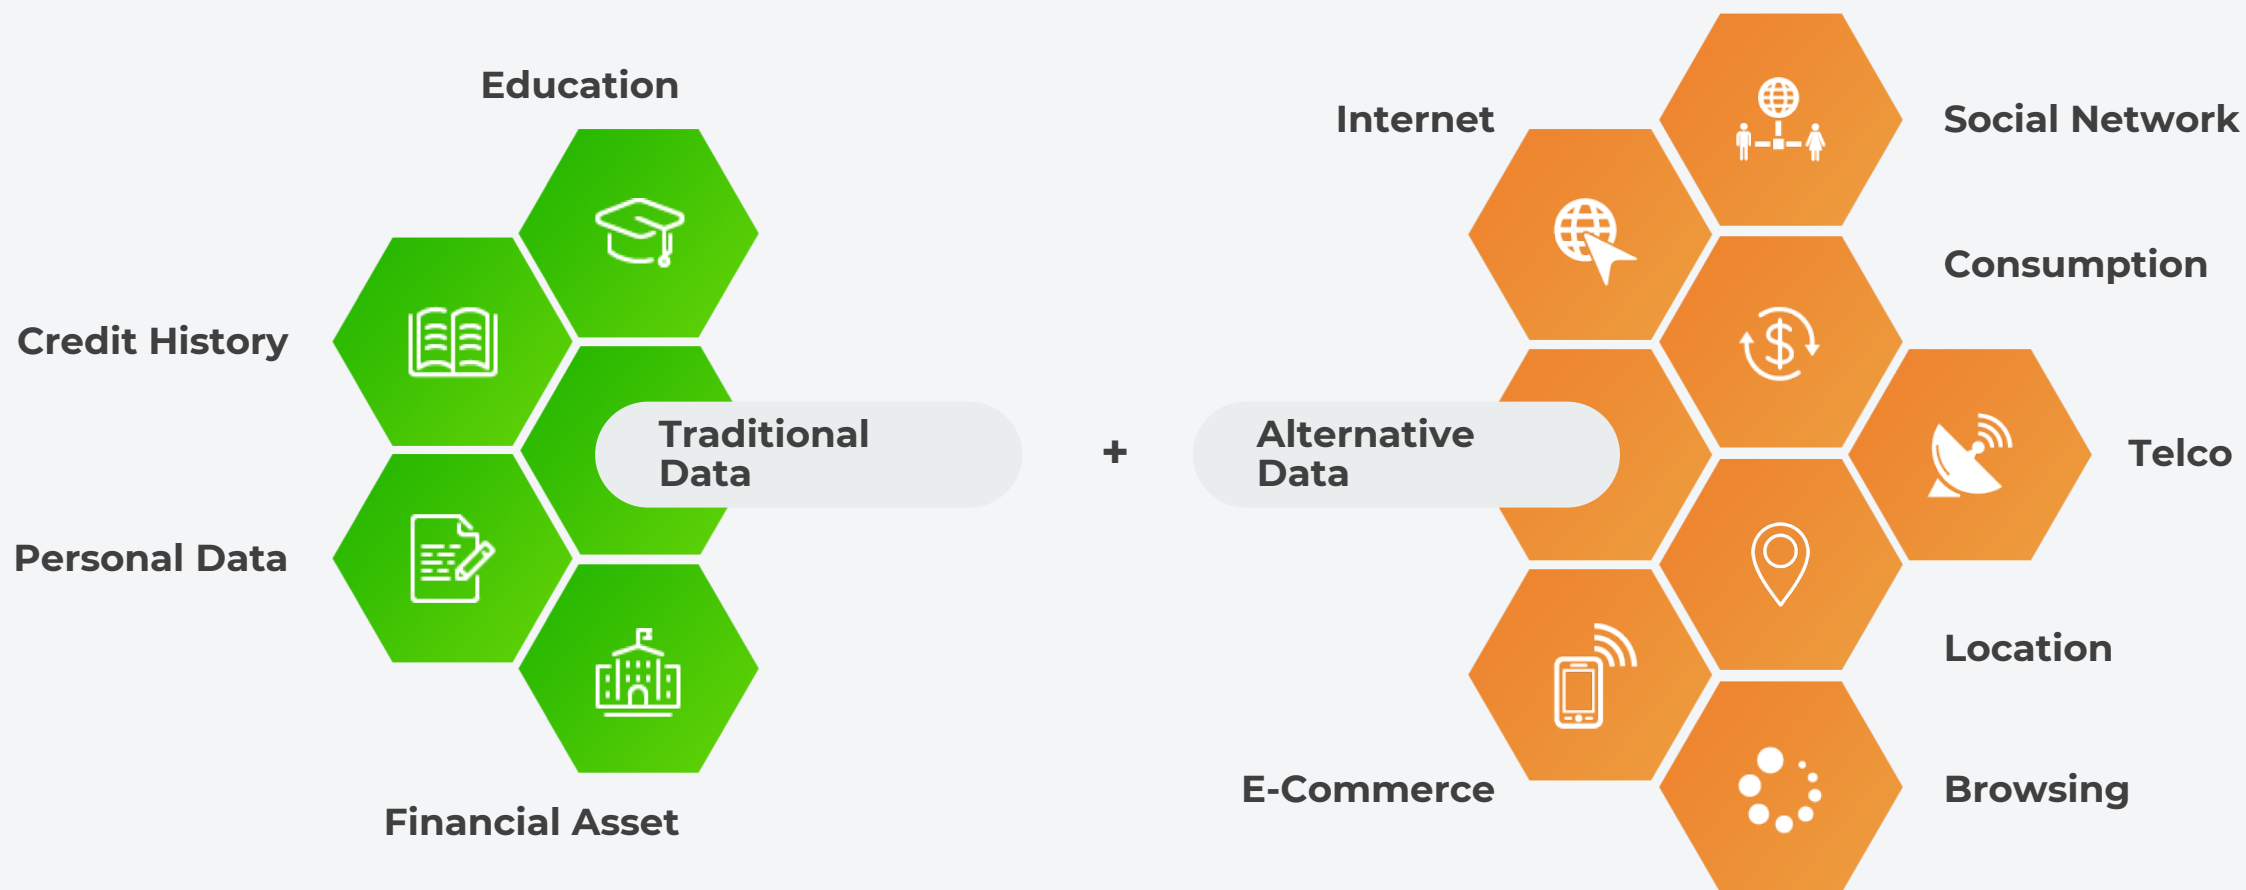 Education
Credit History
Personal Data
Financial Asset
Traditional
Data
+
Alternative
Data
Internet
Social Network
Consumption
Telco
Location
E-Commerce
Browsing